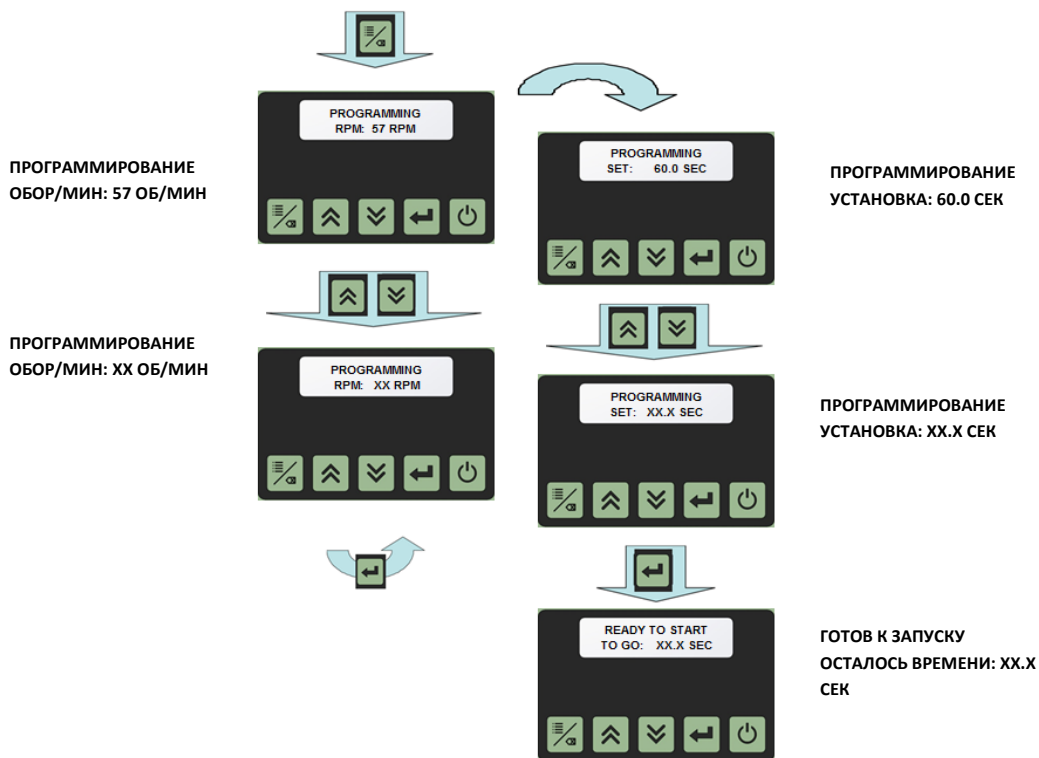 PROGRAMMING
RPM: 57 RPM
ПРОГРАММИРОВАНИЕ
ОБОР/МИН: 57 ОБ/МИН
PROGRAMMING
RPM: XX RPM
ПРОГРАММИРОВАНИЕ
ОБОР/МИН: XX ОБ/МИН
PROGRAMMING
SET: 60.0 SEC
ПРОГРАММИРОВАНИЕ
УСТАНОВКА: 60.0 СЕК
PROGRAMMING
SET: XX.X SEC
ПРОГРАММИРОВАНИЕ
УСТАНОВКА: XX.X СЕК
READY TO START
TO GO: XX.X SEC
ГОТОВ К ЗАПУСКУ
ОСТАЛОСЬ ВРЕМЕНИ: XX.X
СЕК